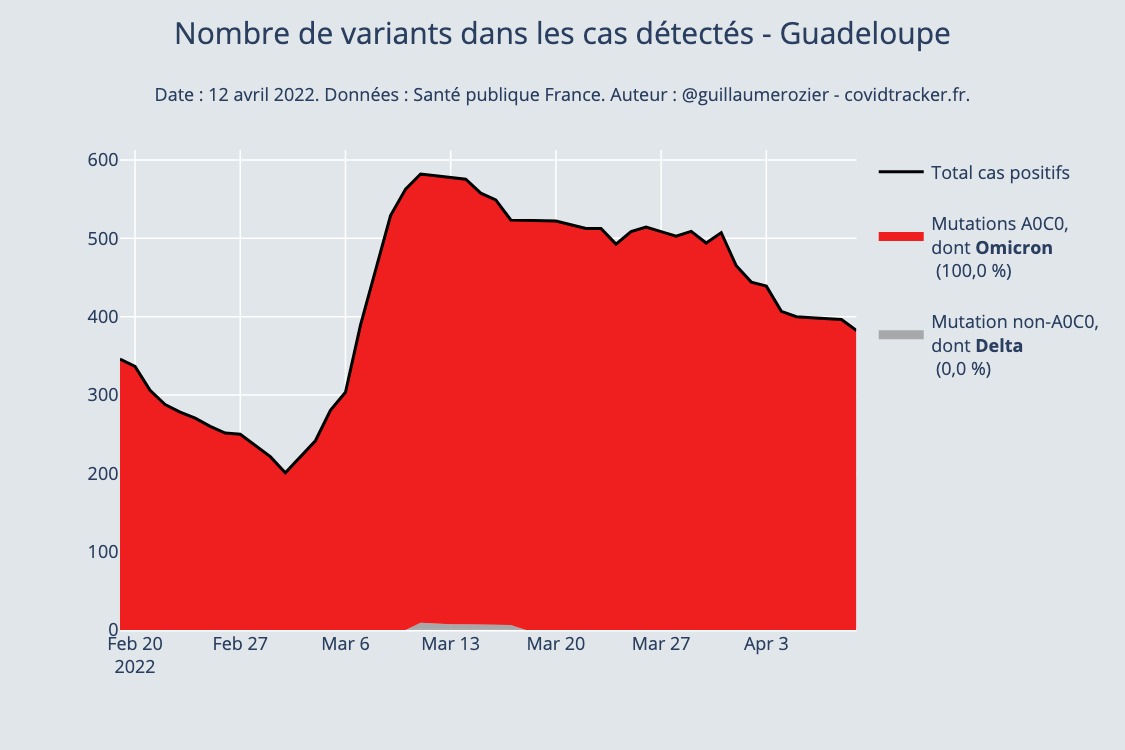 Nombre de variants dans les cas détectés - Guadeloupe
Date : 12 avril 2022. Données : Santé publique France. Auteur : @guillaumerozier - covidtracker.fr.
600
500
400
300
200
100
0
Feb 20
2022
Feb 27
Mar 6
Mar 13
Mar 20
Mar 27
Apr 3
Total cas positifs
Mutations A0C0,
dont Omicron
(100,0 %)
Mutation non-A0C0,
dont Delta
(0,0 %)